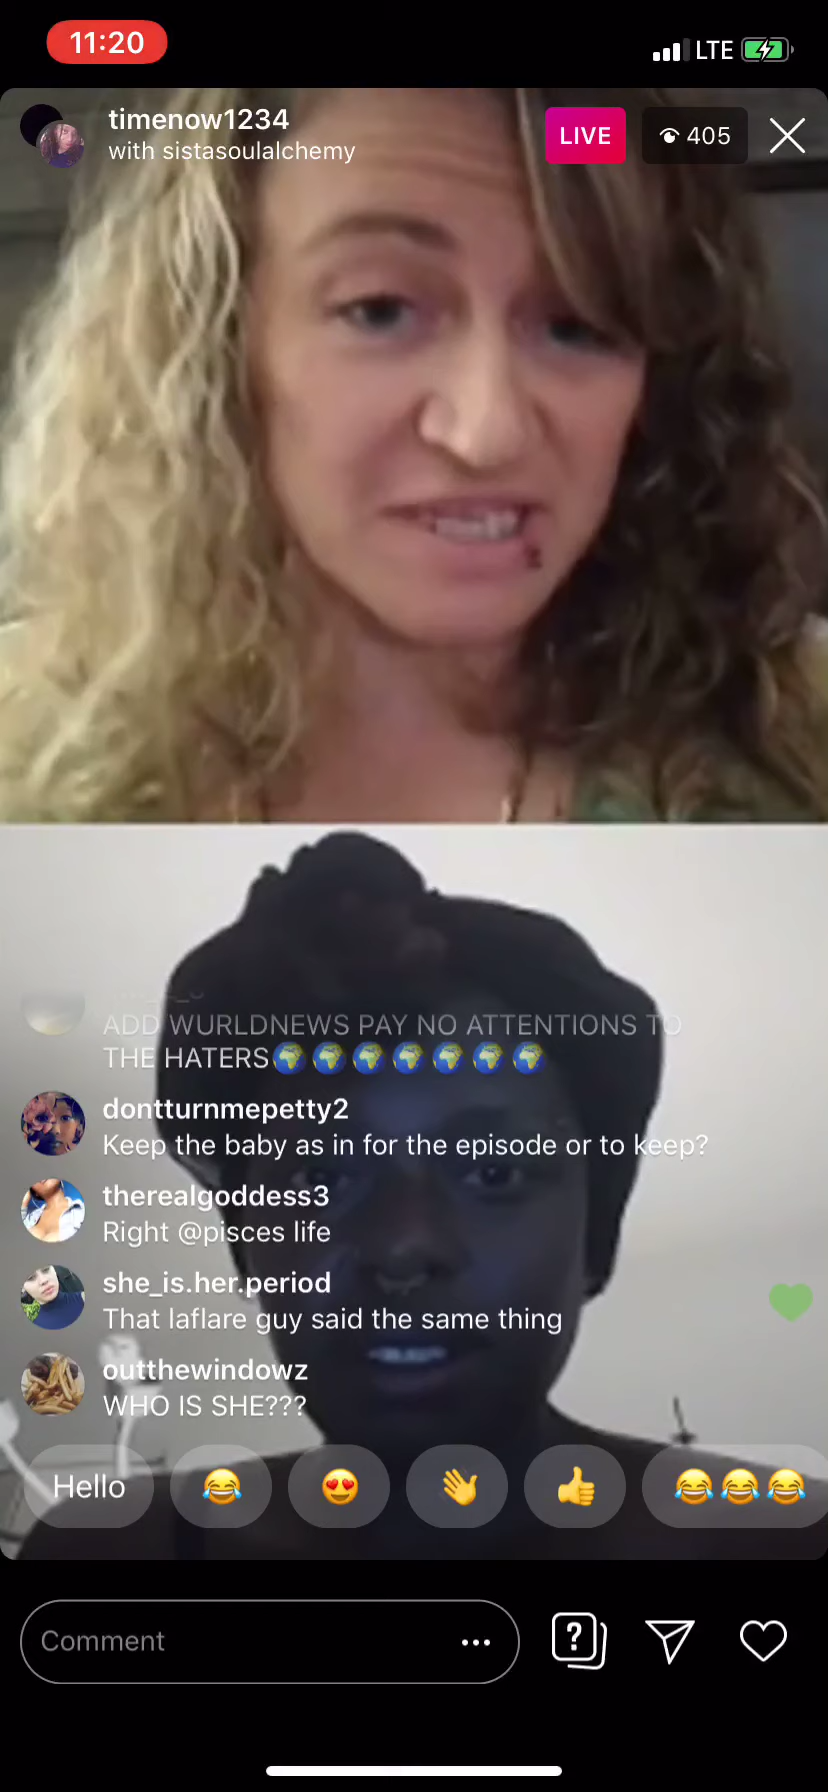 11:20
LTE
timenow1234
with sistasoulalchemy
LIVE
405
ADD WURLDNEWS PAY NO ATTENTIONS TO
THE HATERS🌍🌍🌍🌍🌍🌍🌍
dontturnmepetty2
Keep the baby as in for the episode or to keep?
therealgoddess3
Right @pisces life
she_is.her.period
That laflare guy said the same thing
outthewindowz
WHO IS SHE???
Hello 😂 😍 👋 👍 😂😂😂
Comment
?